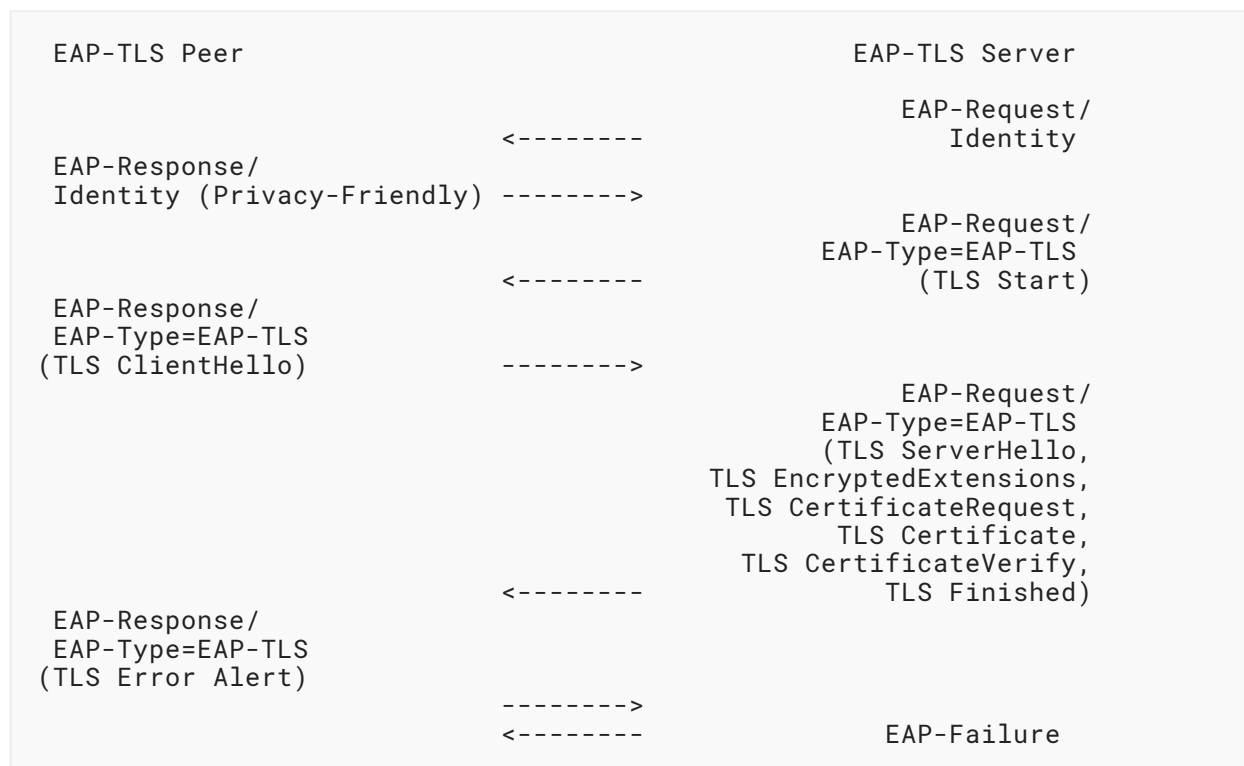 EAP-TLS Peer                                      EAP-TLS Server
EAP-Request/
<--------                   Identity
EAP-Response/
Identity (Privacy-Friendly) -------->
EAP-Request/
EAP-Type=EAP-TLS
<--------                 (TLS Start)
EAP-Response/
EAP-Type=EAP-TLS
(TLS ClientHello)            -------->
EAP-Request/
EAP-Type=EAP-TLS
(TLS ServerHello,
TLS EncryptedExtensions,
TLS CertificateRequest,
TLS Certificate,
TLS CertificateVerify,
<--------               TLS Finished)
EAP-Response/
EAP-Type=EAP-TLS
(TLS Error Alert)
-------->
<--------               EAP-Failure